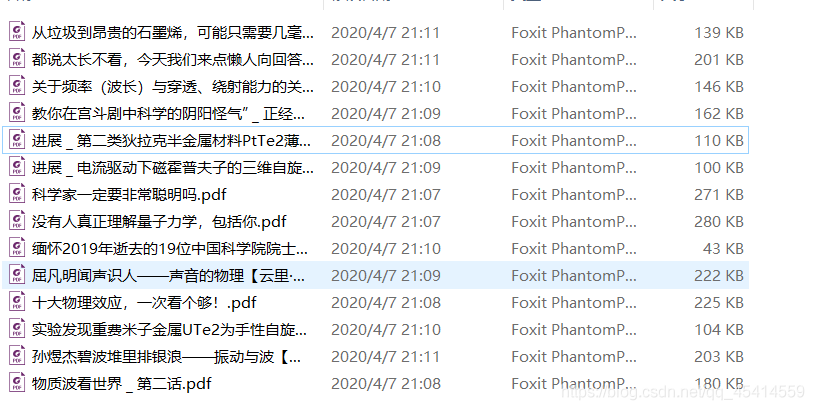 从垃圾到昂贵的石墨烯，可能只需要几毫... 2020/4/7 21:11 Foxit PhantomP... 139 KB
都说太长不看，今天我们来点懒人向回答... 2020/4/7 21:11 Foxit PhantomP... 201 KB
关于频率（波长）与穿透、绕射能力的关... 2020/4/7 21:10 Foxit PhantomP... 146 KB
教你在宫斗剧中科学的阴阳怪气”_ 正经... 2020/4/7 21:09 Foxit PhantomP... 162 KB
进展 _ 第二类狄拉克半金属材料PtTe2薄... 2020/4/7 21:08 Foxit PhantomP... 110 KB
进展 _ 电流驱动下磁霍普夫子的三维自旋... 2020/4/7 21:09 Foxit PhantomP... 100 KB
科学家一定要非常聪明吗.pdf 2020/4/7 21:07 Foxit PhantomP... 271 KB
没有人真正理解量子力学，包括你.pdf 2020/4/7 21:07 Foxit PhantomP... 280 KB
缅怀2019年逝去的19位中国科学院院士... 2020/4/7 21:10 Foxit PhantomP... 43 KB
屈凡明闻声识人——声音的物理【云里·... 2020/4/7 21:09 Foxit PhantomP... 222 KB
十大物理效应，一次看个够！.pdf 2020/4/7 21:08 Foxit PhantomP... 225 KB
实验发现重费米子金属UTe2为手性自旋... 2020/4/7 21:10 Foxit PhantomP... 104 KB
孙煜杰碧波堆里排银浪——振动与波【... 2020/4/7 21:11 Foxit PhantomP... 203 KB
物质波看世界 _ 第二话.pdf 2020/4/7 21:08 Foxit PhantomP... 180 KB
https://blog.csdn.net/qq_45414559